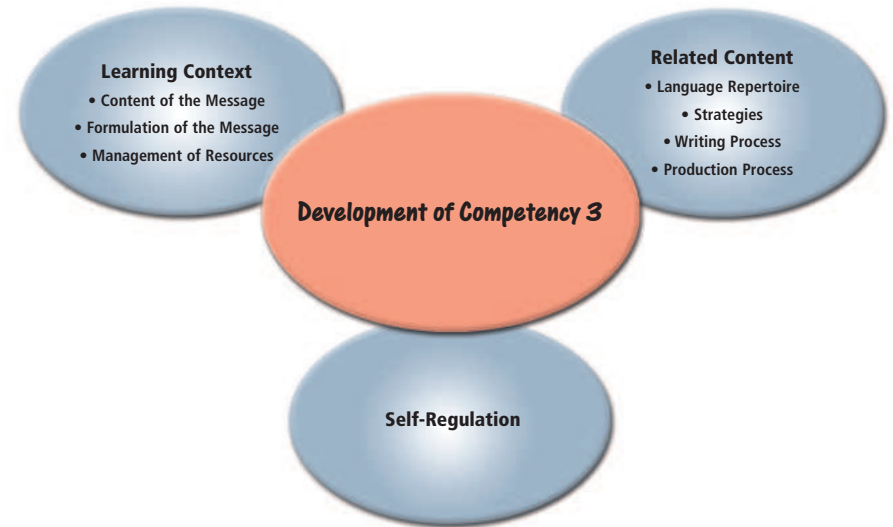 Learning Context
• Content of the Message
• Formulation of the Message
• Management of Resources
Related Content
• Language Repertoire
• Strategies
• Writing Process
• Production Process
Development of Competency 3
Self-Regulation